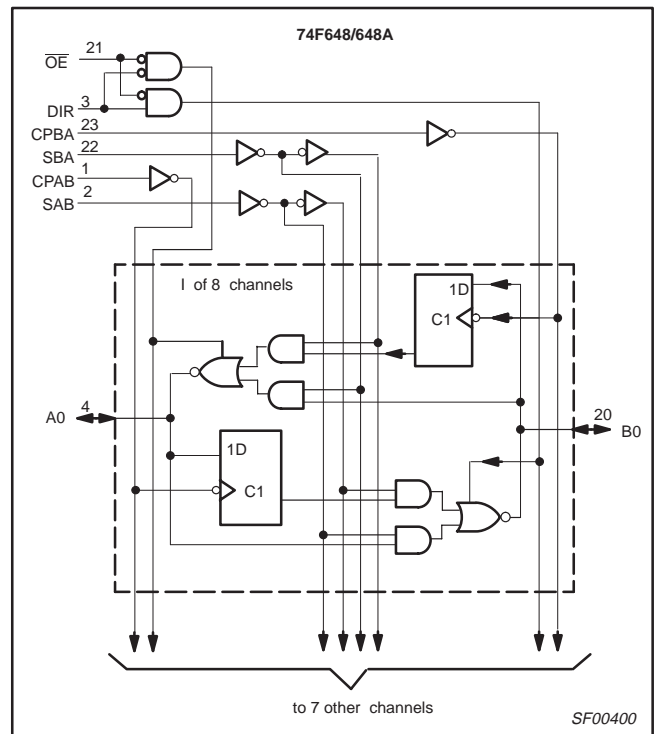 74F648/648A
OE 21
DIR 3
CPBA 23
SBA 22
CPAB 1
SAB 2
I of 8 channels
1D
C1
A0 4
20 B0
1D
C1
to 7 other channels
SF00400